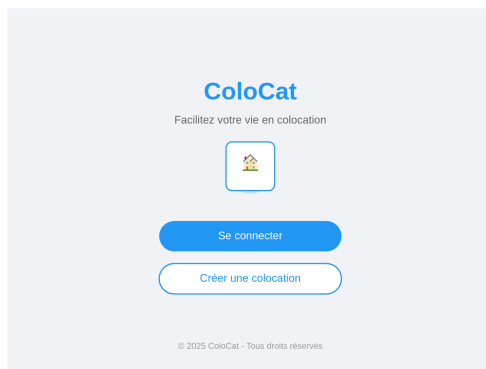 ColoCat
Facilitez votre vie en colocation
Se connecter
Créer une colocation
© 2025 ColoCat - Tous droits réservés